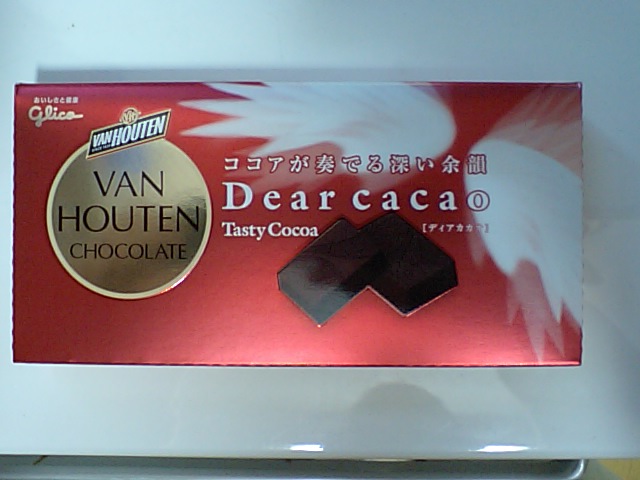 おいしさと健康
Glico
VAN HOUTEN
VAN
HOUTEN
CHOCOLATE
ココアが奏でる深い余韻
Dear cacao
Tasty Cocoa
[ディアカカオ]